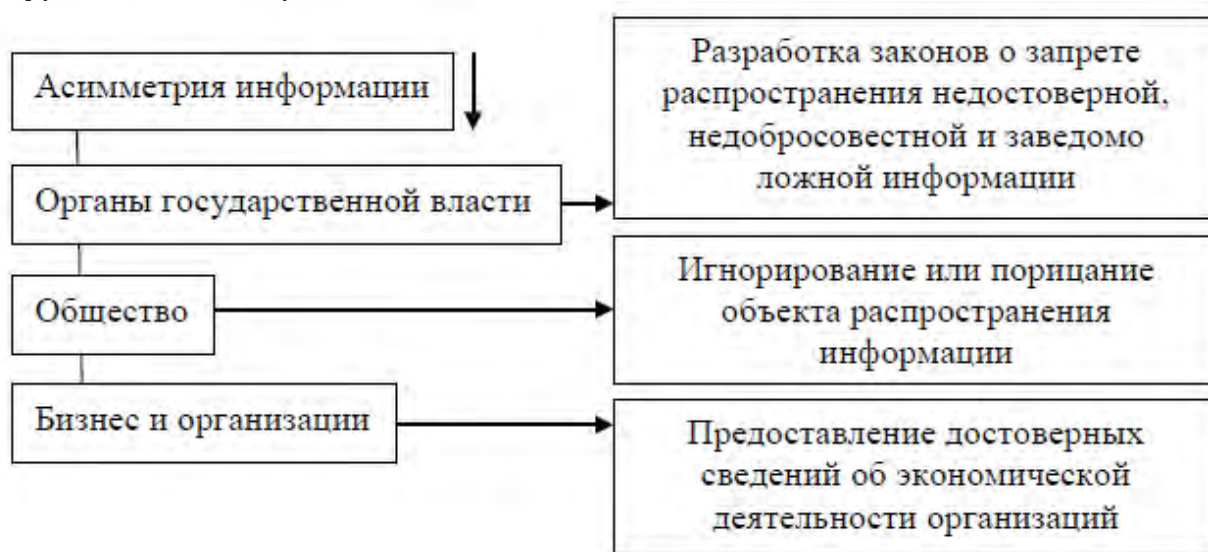 Асимметрия информации
Органы государственной власти
Общество
Бизнес и организации
Разработка законов о запрете
распространения недостоверной,
недобросовестной и заведомо
ложной информации
Игнорирование или порицание
объекта распространения
информации
Предоставление достоверных
сведений об экономической
деятельности организаций